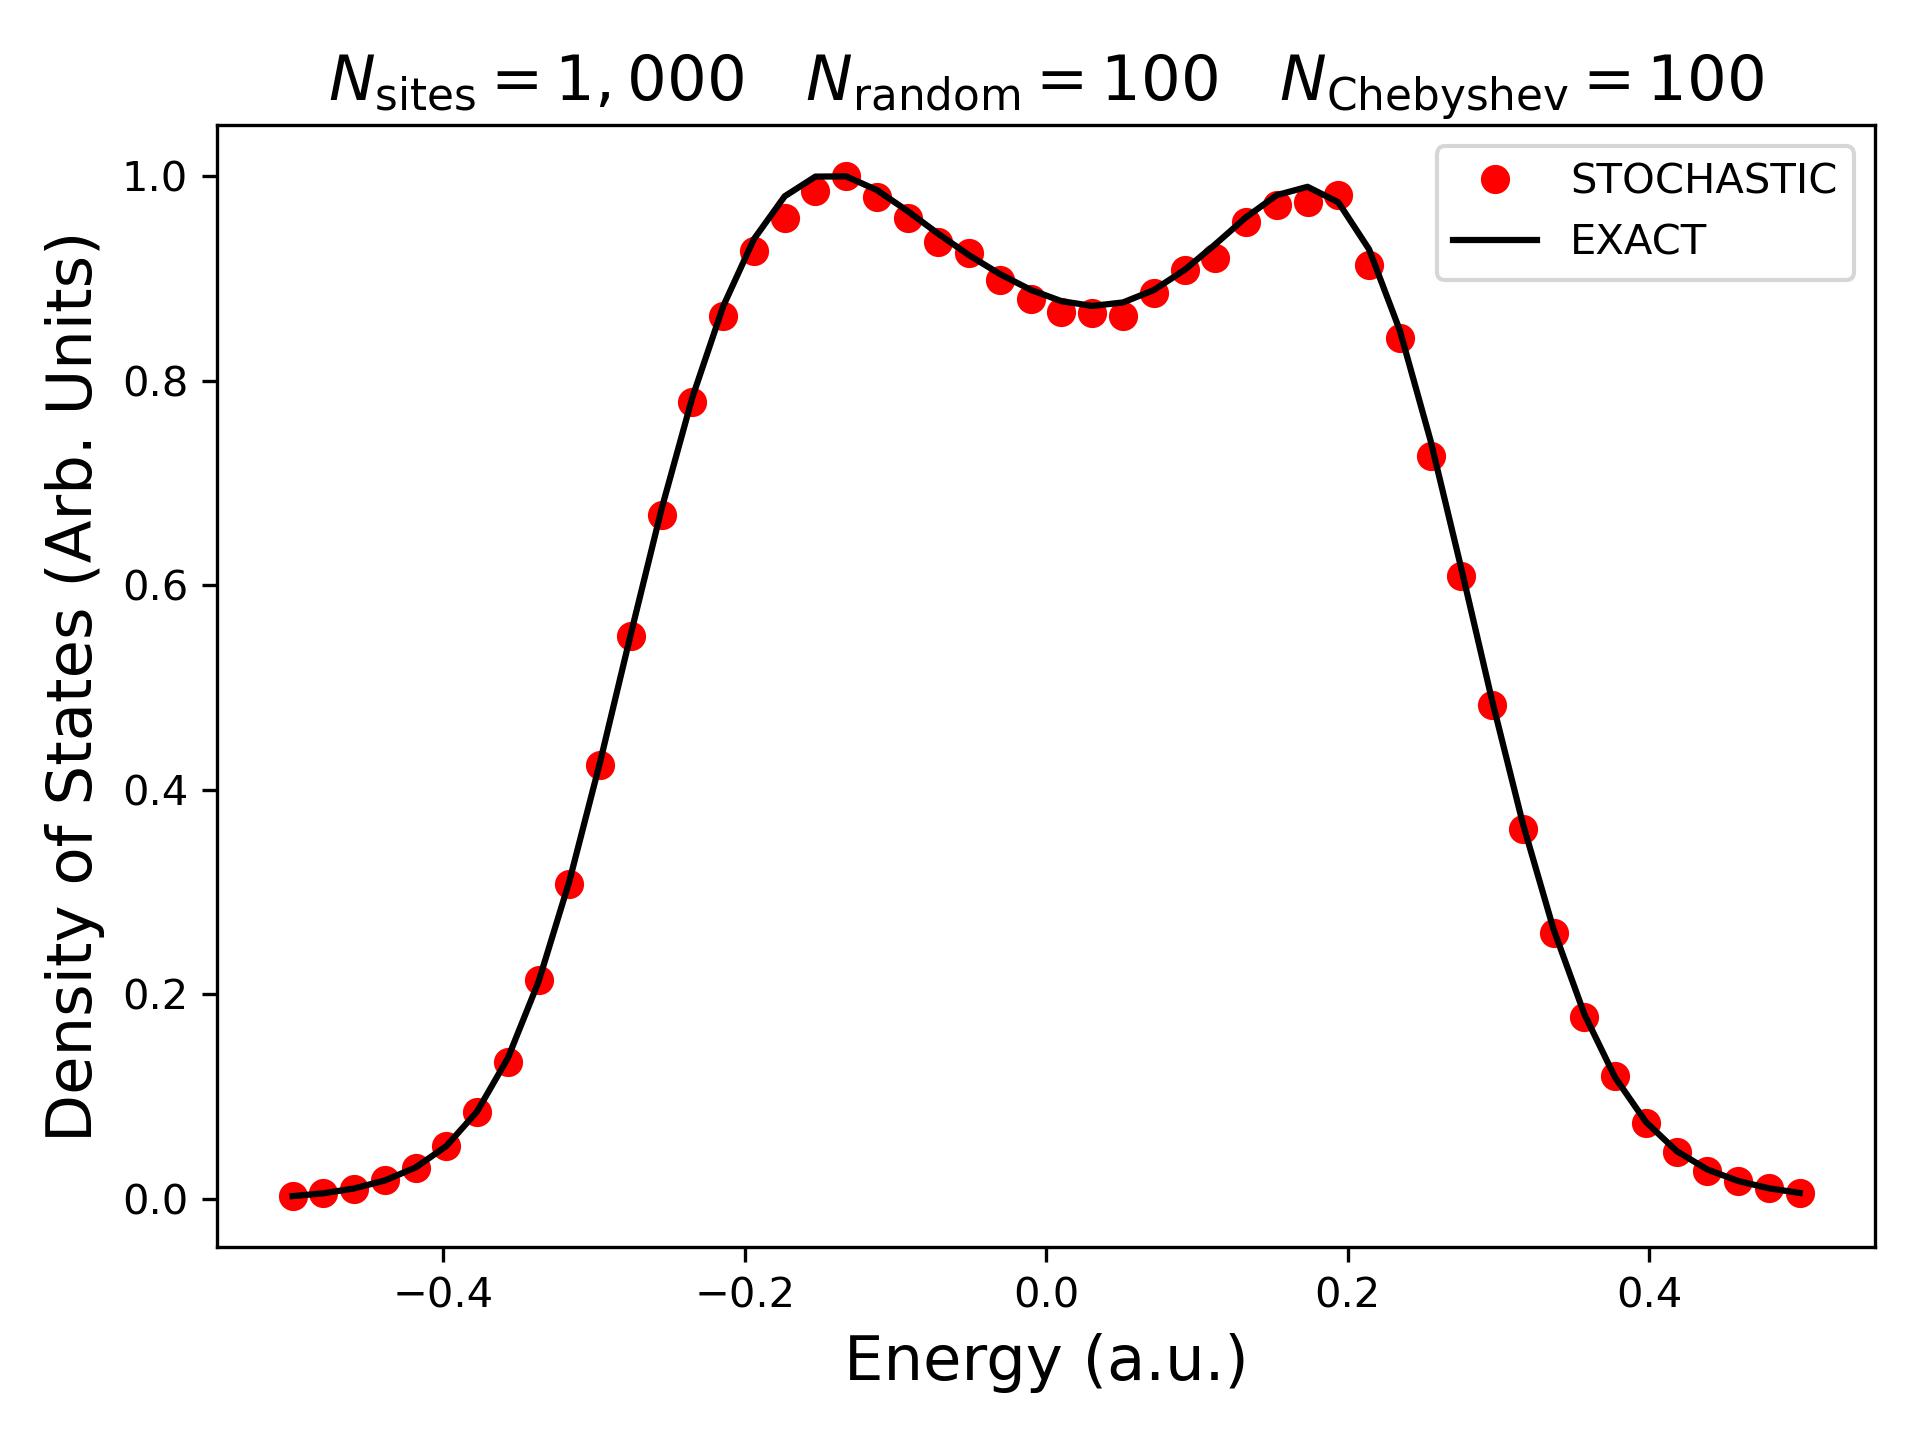 N_sites = 1,000 N_random = 100 N_Chebyshev = 100
STOCHASTIC
EXACT
Density of States (Arb. Units)
1.0
0.8
0.6
0.4
0.2
0.0
−0.4 −0.2 0.0 0.2 0.4
Energy (a.u.)